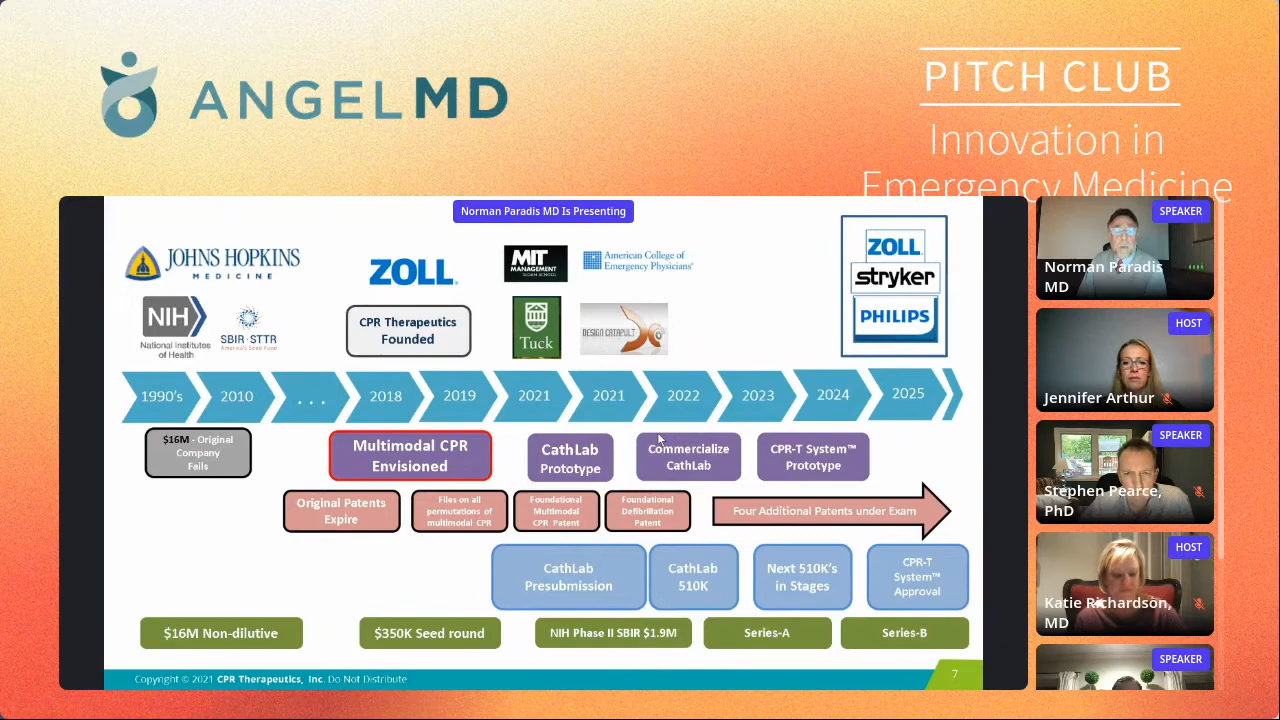 ANGELMD
PITCH CLUB
Innovation in
Emergency Medicine
Norman Paradis MD Is Presenting
JOHNS HOPKINS
MEDICINE
NIH
National Institutes
of Health
SBIR·STTR
America's Seed Fund
ZOLL
CPR Therapeutics
Founded
MIT
MANAGEMENT
SLOAN SCHOOL
American College of
Emergency Physicians®
Tuck
DESIGN CATAPULT
ZOLL
stryker
PHILIPS
1990's
2010
. . .
2018
2019
2021
2021
2022
2023
2024
2025
$16M - Original
Company
Fails
Multimodal CPR
Envisioned
CathLab
Prototype
Commercialize
CathLab
CPR-T System™
Prototype
Original Patents
Expire
Files on all
permutations of
multimodal CPR
Foundational
Multimodal
CPR Patent
Foundational
Defibrillation
Patent
Four Additional Patents under Exam
CathLab
Presubmission
CathLab
510K
Next 510K's
in Stages
CPR-T
System™
Approval
$16M Non-dilutive
$350K Seed round
NIH Phase II SBIR $1.9M
Series-A
Series-B
Copyright © 2021 CPR Therapeutics, Inc. Do Not Distribute
7
SPEAKER
Norman Paradis
MD
HOST
Jennifer Arthur
SPEAKER
Stephen Pearce,
PhD
HOST
Katie Richardson,
MD
SPEAKER